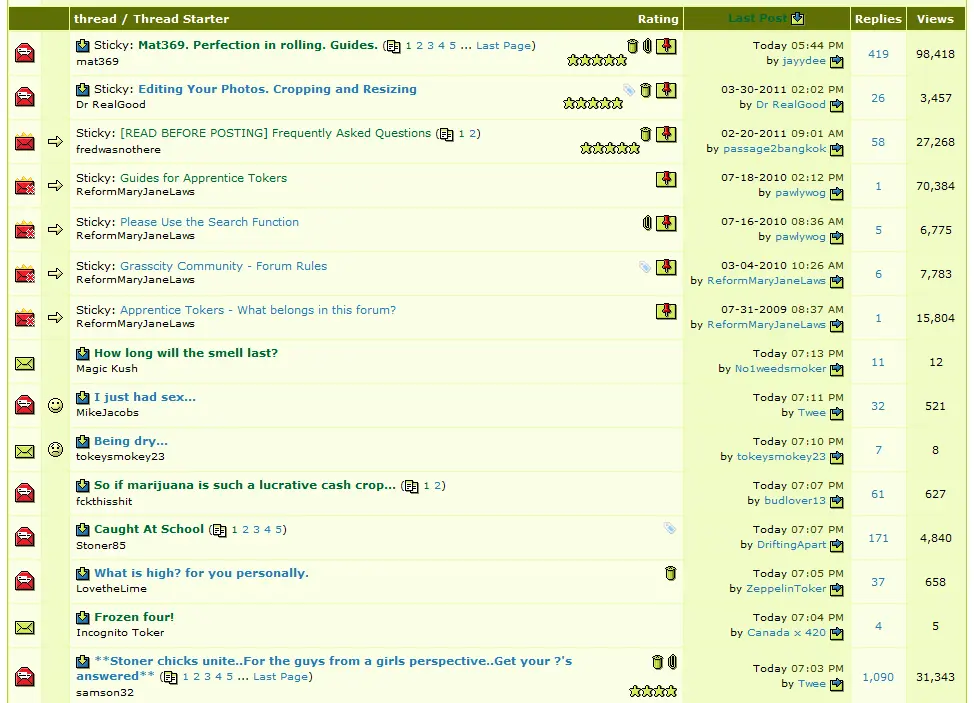 thread / Thread Starter Rating Last Post Replies Views
Sticky: Mat369. Perfection in rolling. Guides. ( 1 2 3 4 5 ... Last Page) Today 05:44 PM
mat369 by jayydee 419 98,418
Sticky: Editing Your Photos. Cropping and Resizing 03-30-2011 02:02 PM
Dr RealGood by Dr RealGood 26 3,457
Sticky: [READ BEFORE POSTING] Frequently Asked Questions ( 1 2) 02-20-2011 09:01 AM
fredwasnothere by passage2bangkok 58 27,268
Sticky: Guides for Apprentice Tokers 07-18-2010 02:12 PM
ReformMaryJaneLaws by pawlywog 1 70,384
Sticky: Please Use the Search Function 07-16-2010 08:36 AM
ReformMaryJaneLaws by pawlywog 5 6,775
Sticky: Grasscity Community - Forum Rules 03-04-2010 10:26 AM
ReformMaryJaneLaws by ReformMaryJaneLaws 6 7,783
Sticky: Apprentice Tokers - What belongs in this forum? 07-31-2009 08:37 AM
ReformMaryJaneLaws by ReformMaryJaneLaws 1 15,804
How long will the smell last? Today 07:13 PM
Magic Kush by No1weedsmoker 11 12
I just had sex... Today 07:11 PM
MikeJacobs by Twee 32 521
Being dry... Today 07:10 PM
tokeysmokey23 by tokeysmokey23 7 8
So if marijuana is such a lucrative cash crop... ( 1 2) Today 07:07 PM
fckthisshit by budlover13 61 627
Caught At School ( 1 2 3 4 5) Today 07:07 PM
Stoner85 by DriftingApart 171 4,840
What is high? for you personally. Today 07:05 PM
LovetheLime by ZeppelinToker 37 658
Frozen four! Today 07:04 PM
Incognito Toker by Canada x 420 4 5
**Stoner chicks unite..For the guys from a girls perspective..Get your ?'s Today 07:03 PM
answered** ( 1 2 3 4 5 ... Last Page) by Twee 1,090 31,343
samson32